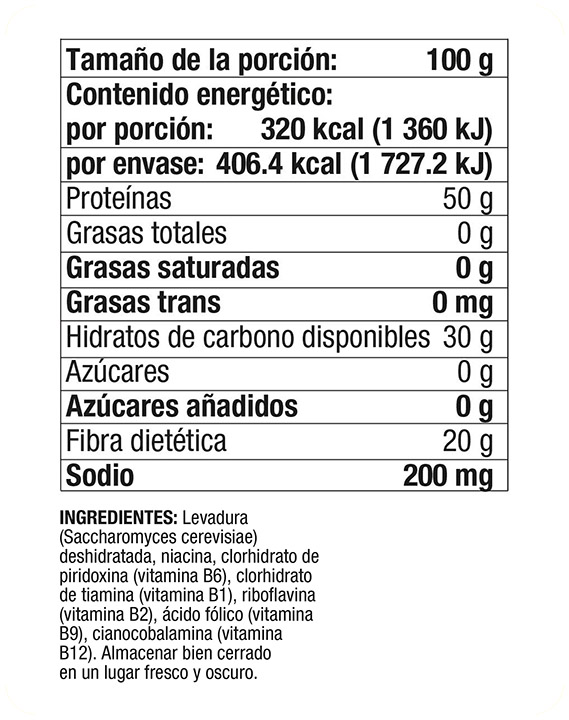 Tamaño de la porción: 100 g
Contenido energético:
por porción: 320 kcal (1 360 kJ)
por envase: 406.4 kcal (1 727.2 kJ)
Proteínas 50 g
Grasas totales 0 g
Grasas saturadas 0 g
Grasas trans 0 mg
Hidratos de carbono disponibles 30 g
Azúcares 0 g
Azúcares añadidos 0 g
Fibra dietética 20 g
Sodio 200 mg
INGREDIENTES: Levadura
(Saccharomyces cerevisiae)
deshidratada, niacina, clorhidrato de
piridoxina (vitamina B6), clorhidrato
de tiamina (vitamina B1), riboflavina
(vitamina B2), ácido fólico (vitamina
B9), cianocobalamina (vitamina
B12). Almacenar bien cerrado
en un lugar fresco y oscuro.